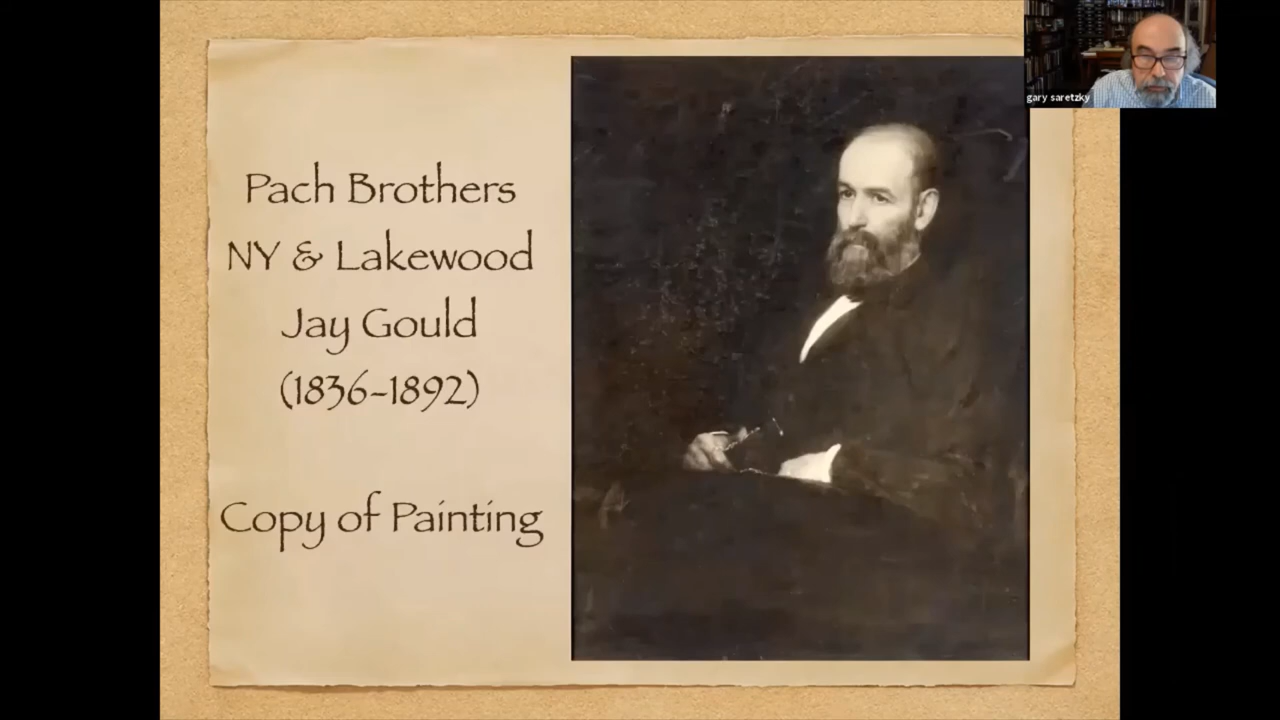 Pach Brothers
NY & Lakewood
Jay Gould
(1836-1892)
Copy of Painting
gary saretzky